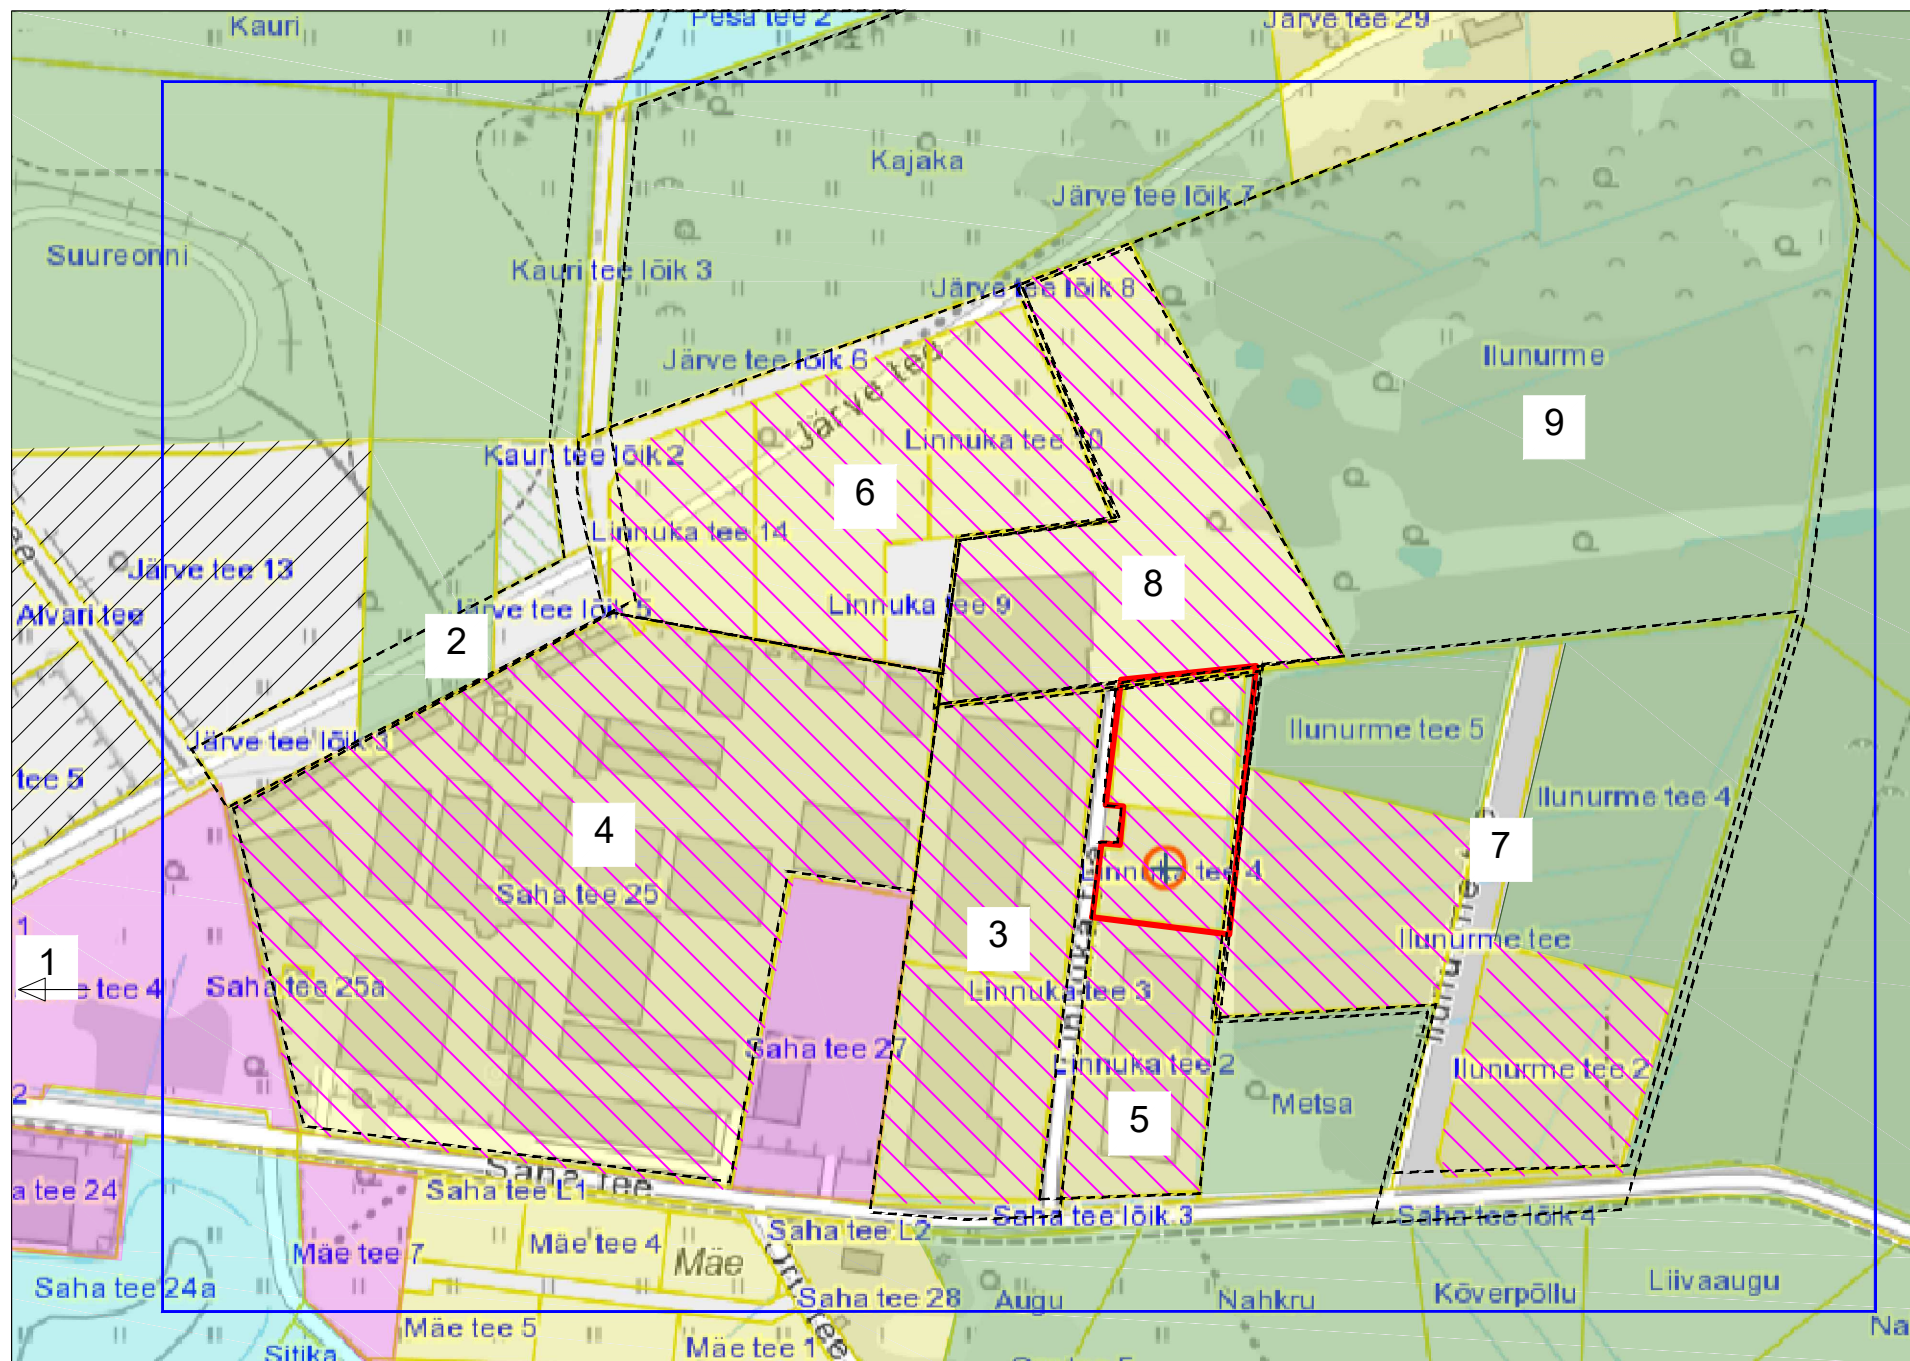 Kauri
Pesa tee 2
Järve tee 29
Kajaka
Järve tee lõik 7
Suureonni
Kauri tee lõik 3
Järve tee lõik 8
Järve tee lõik 6
Järve tee
Ilunurme
9
Linnuka tee 10
Kauri tee lõik 2
6
Linnuka tee 14
tee
Järve tee 13
8
Alvari tee
Järve tee lõik 5
Linnuka tee 9
2
Järve tee lõik 3
Ilunurme tee 5
tee 5
Ilunurme tee 4
4
7
Saha tee 25
Linnuka tee 4
1
3
Ilunurme tee
1
e tee 4
Saha tee 25a
Linnuka tee 3
Saha tee 27
Linnuka tee 2
Ilunurme tee 2
2
5
Metsa
Saha tee
a tee 24
Saha tee L1
Saha tee lõik 3
Saha tee lõik 4
Saha tee L2
Mäe tee 7
Mäe tee 4
Mäe
Saha tee 24a
Saha tee 28
Augu
Nahkru
Kõverpõllu
Liivaaugu
Mäe tee 5
Mäe tee 1
Na
Sitika